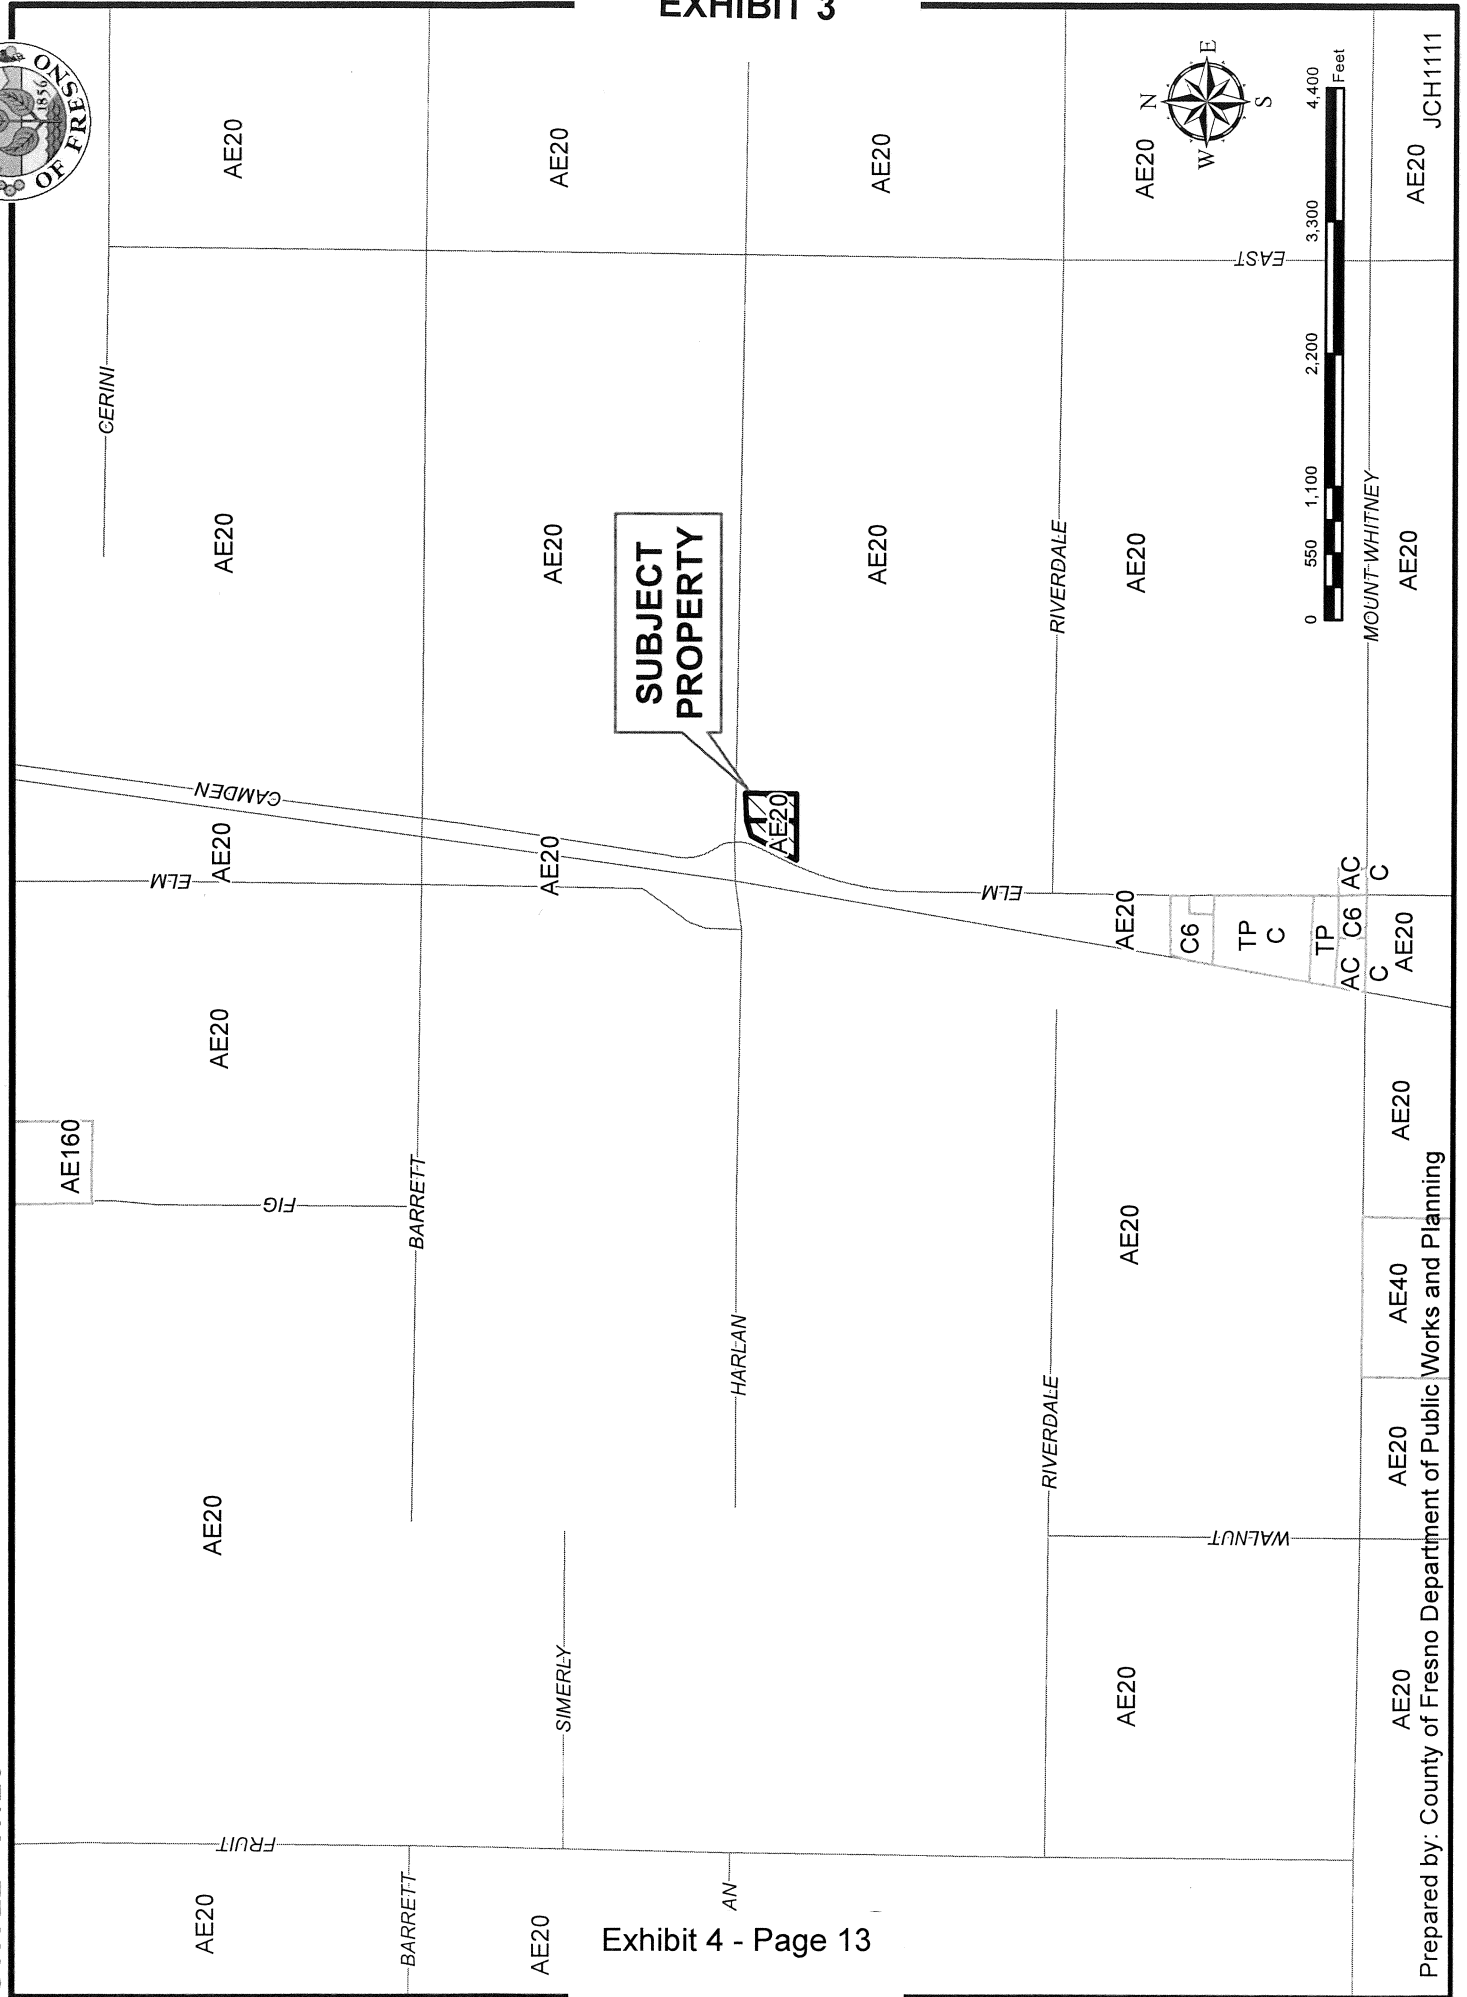 EXHIBIT 3
OF FRESNO
1856
CERINI
AE20
AE20
AE20
AE20
AE20
EAST
AE20
AE20
AE20
AE20
AE20
RIVERDALE
MOUNT WHITNEY
N
E
S
W
0 550 1,100 2,200 3,300 4,400
Feet
JCH1111
SUBJECT
PROPERTY
AE20
CAMDEN
AE20
ELM
AE20
ELM
AE20
C6
TP
C
TP
C6
AC
C
AC
C
AE20
AE160
AE20
FIG
BARRETT
HARLAN
RIVERDALE
AE20
AE20
AE40
AE20
WALNUT
AE20
SIMERLY
AE20
AE20
FRUIT
AE20
BARRETT
AE20
AN
Prepared by: County of Fresno Department of Public Works and Planning
Exhibit 4 - Page 13